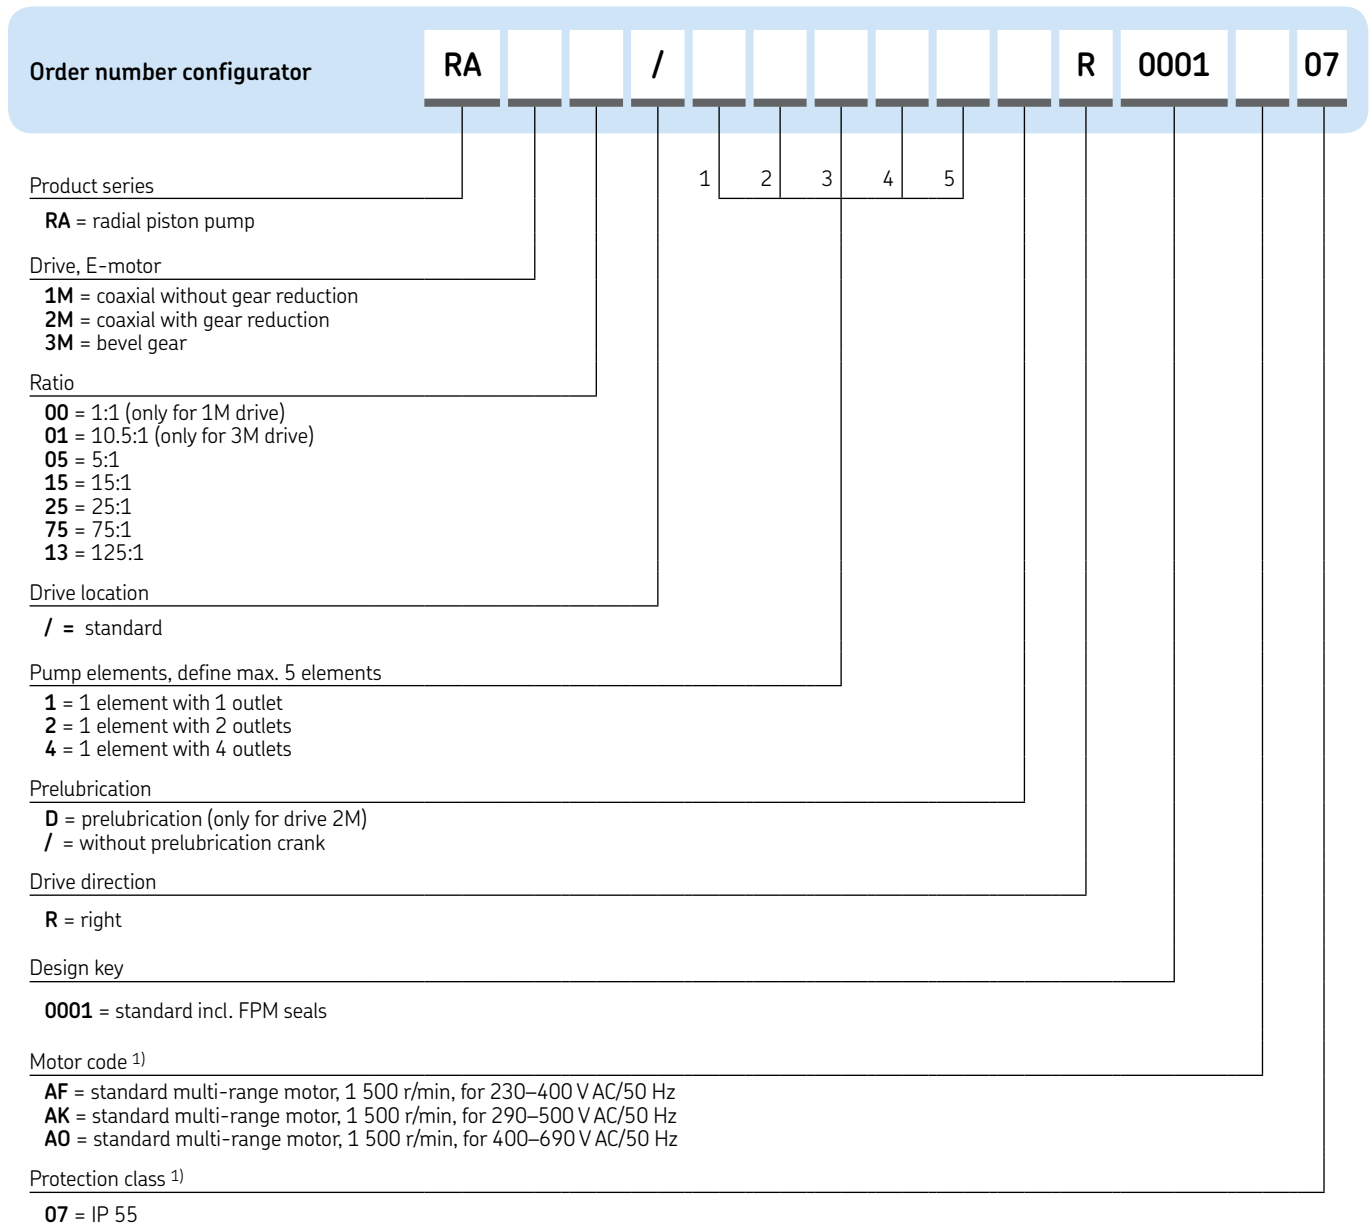 Order number configurator RA / R 0001 07
1 2 3 4 5
Product series
RA = radial piston pump
Drive, E-motor
1M = coaxial without gear reduction
2M = coaxial with gear reduction
3M = bevel gear
Ratio
00 = 1:1 (only for 1M drive)
01 = 10.5:1 (only for 3M drive)
05 = 5:1
15 = 15:1
25 = 25:1
75 = 75:1
13 = 125:1
Drive location
/ = standard
Pump elements, define max. 5 elements
1 = 1 element with 1 outlet
2 = 1 element with 2 outlets
4 = 1 element with 4 outlets
Prelubrication
D = prelubrication (only for drive 2M)
/ = without prelubrication crank
Drive direction
R = right
Design key
0001 = standard incl. FPM seals
Motor code 1)
AF = standard multi-range motor, 1 500 r/min, for 230–400 V AC/50 Hz
AK = standard multi-range motor, 1 500 r/min, for 290–500 V AC/50 Hz
AO = standard multi-range motor, 1 500 r/min, for 400–690 V AC/50 Hz
Protection class 1)
07 = IP 55